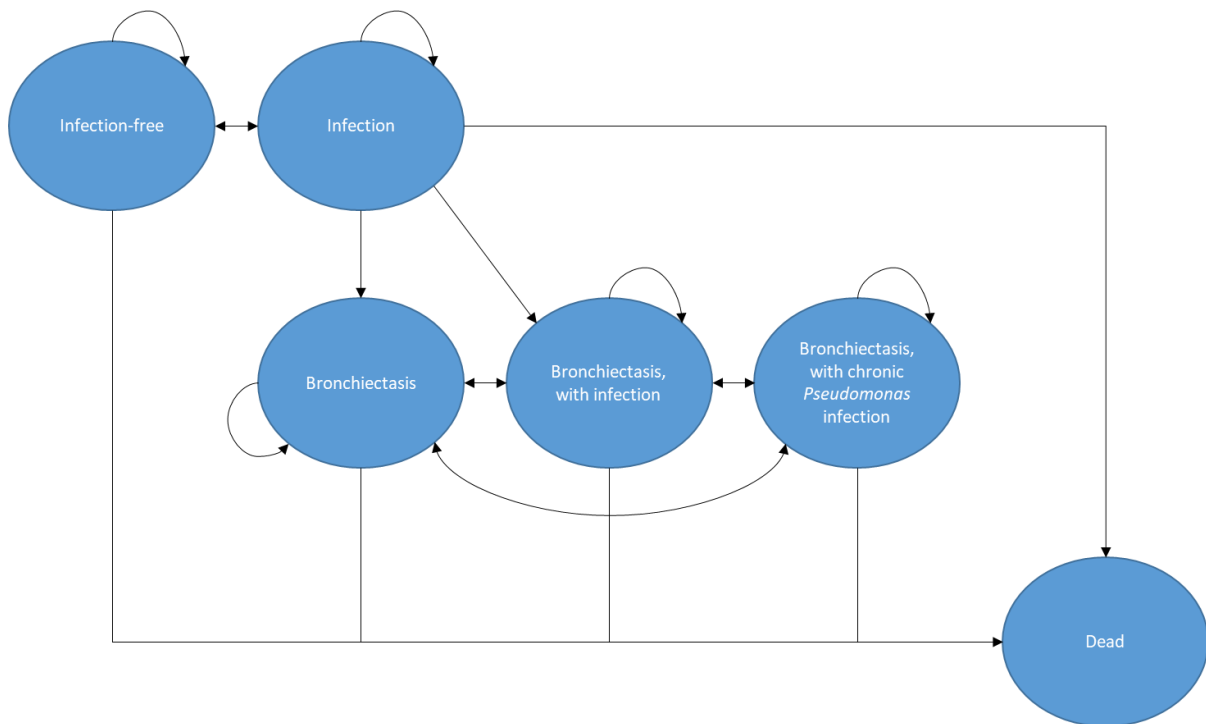 Infection-free
Infection
Bronchiectasis
Bronchiectasis,
with infection
Bronchiectasis,
with chronic
Pseudomonas
infection
Dead